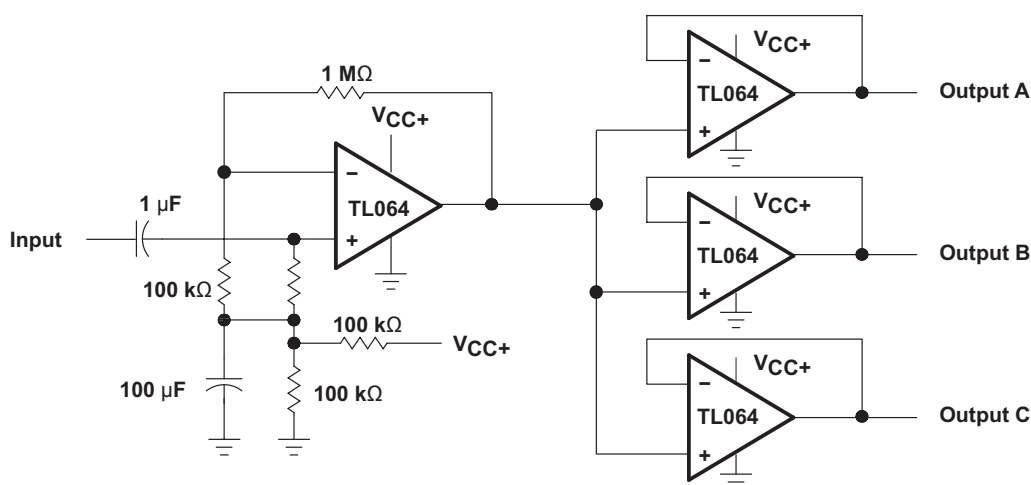 VCC+
−
TL064
+
Output A
1 MΩ
VCC+
−
TL064
+
1 µF
Input
100 kΩ
100 kΩ
VCC+
100 µF
100 kΩ
VCC+
−
TL064
+
Output B
VCC+
−
TL064
+
Output C